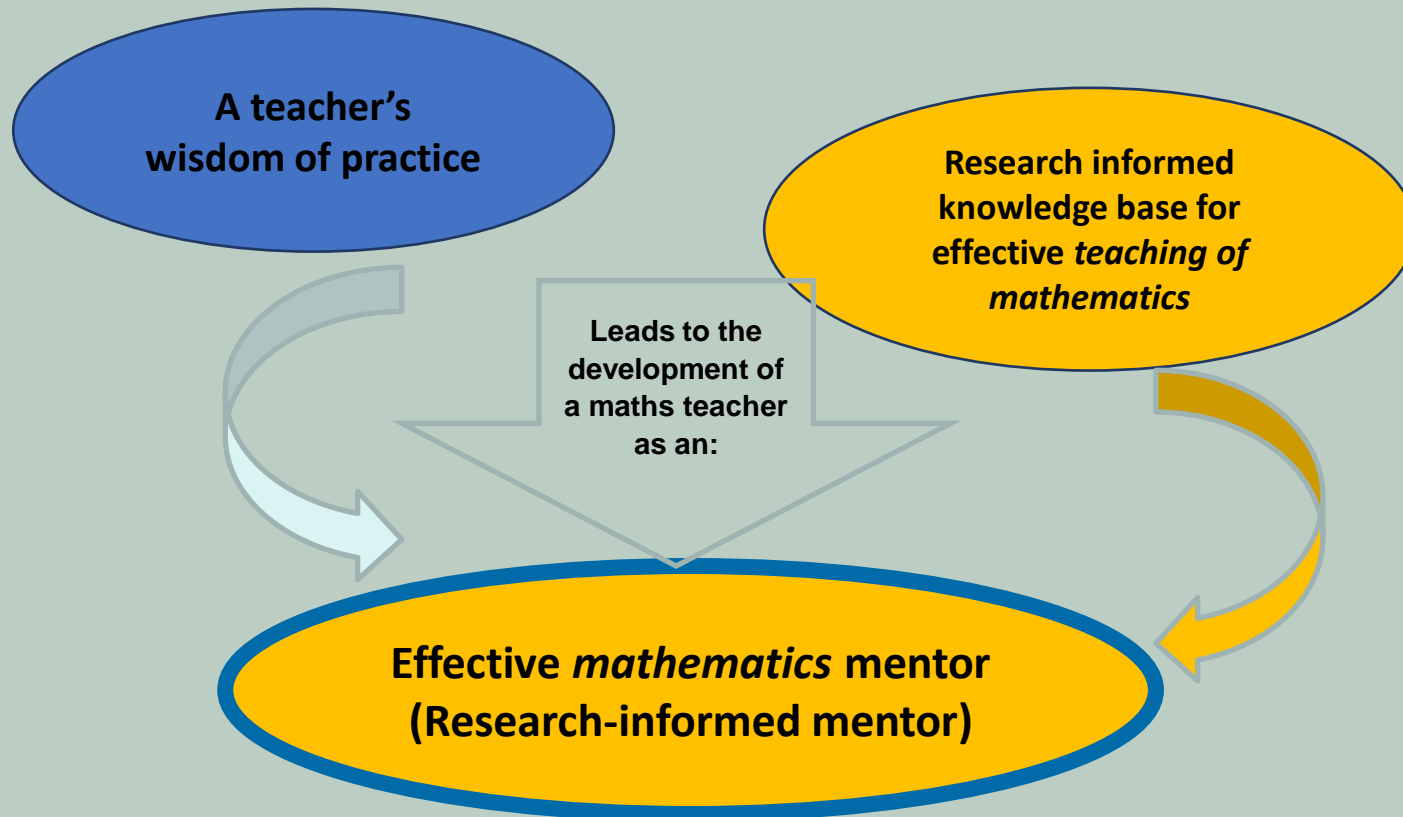 A teacher’s
wisdom of practice
Research informed
knowledge base for
effective teaching of
mathematics
Leads to the
development of
a maths teacher
as an:
Effective mathematics mentor
(Research-informed mentor)